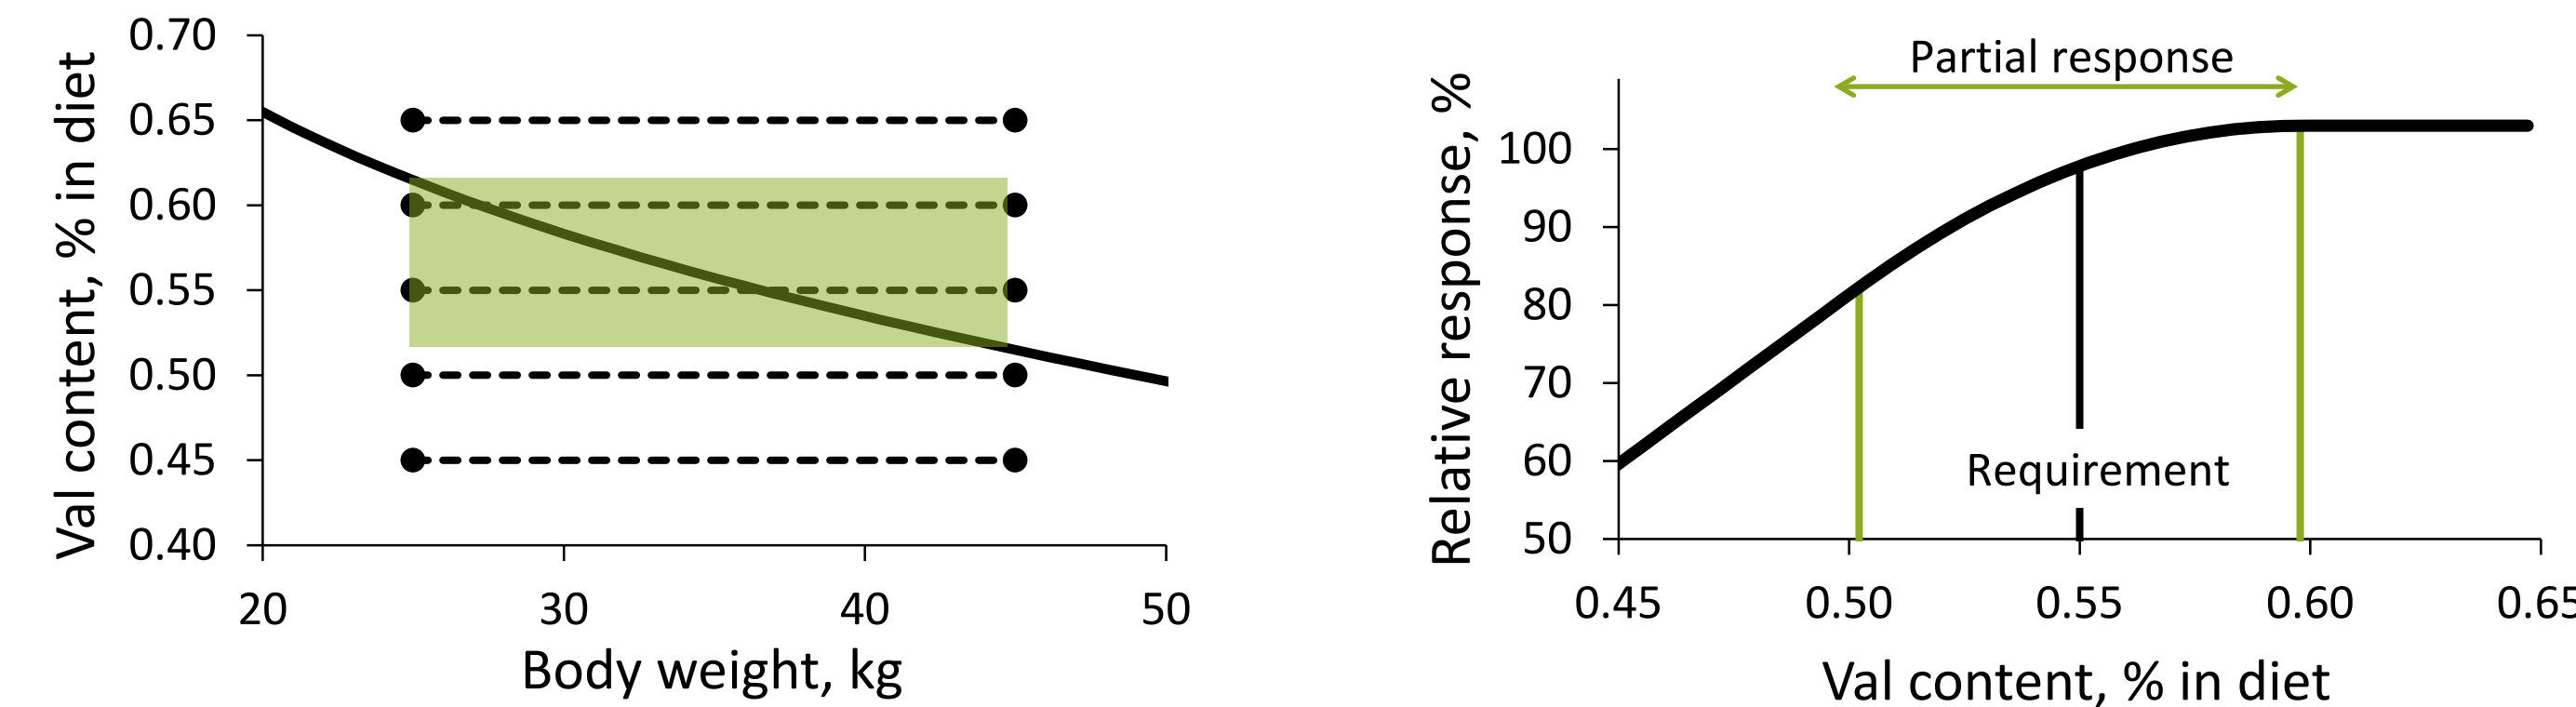 Val content, % in diet
0.70
0.65
0.60
0.55
0.50
0.45
0.40
20 30 40 50
Body weight, kg
Partial response
Relative response, %
100
90
80
70
60
50
Requirement
0.45 0.50 0.55 0.60 0.65
Val content, % in diet